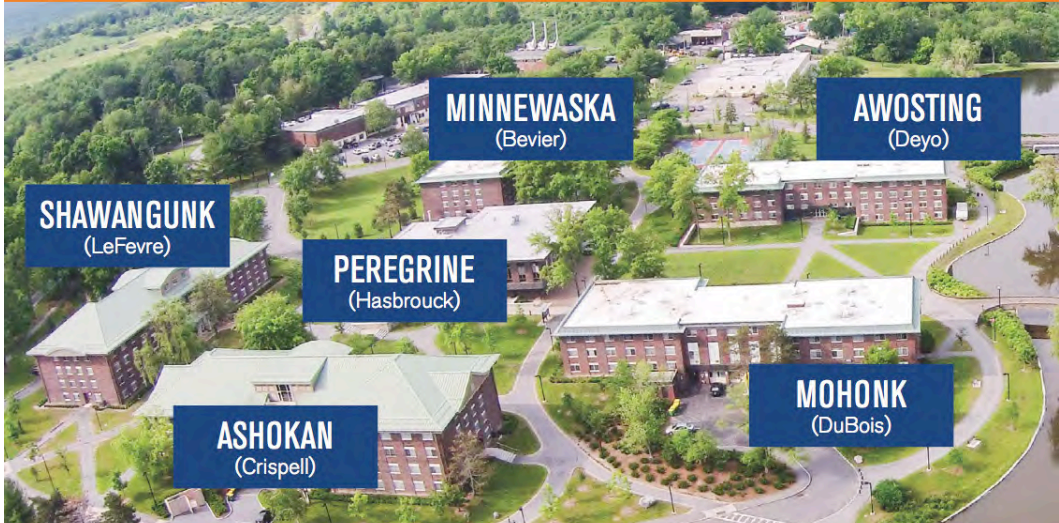 MINNEWASKA
(Bevier)
AWOSTING
(Deyo)
SHAWANGUNK
(LeFevre)
PEREGRINE
(Hasbrouck)
MOHONK
(DuBois)
ASHOKAN
(Crispell)